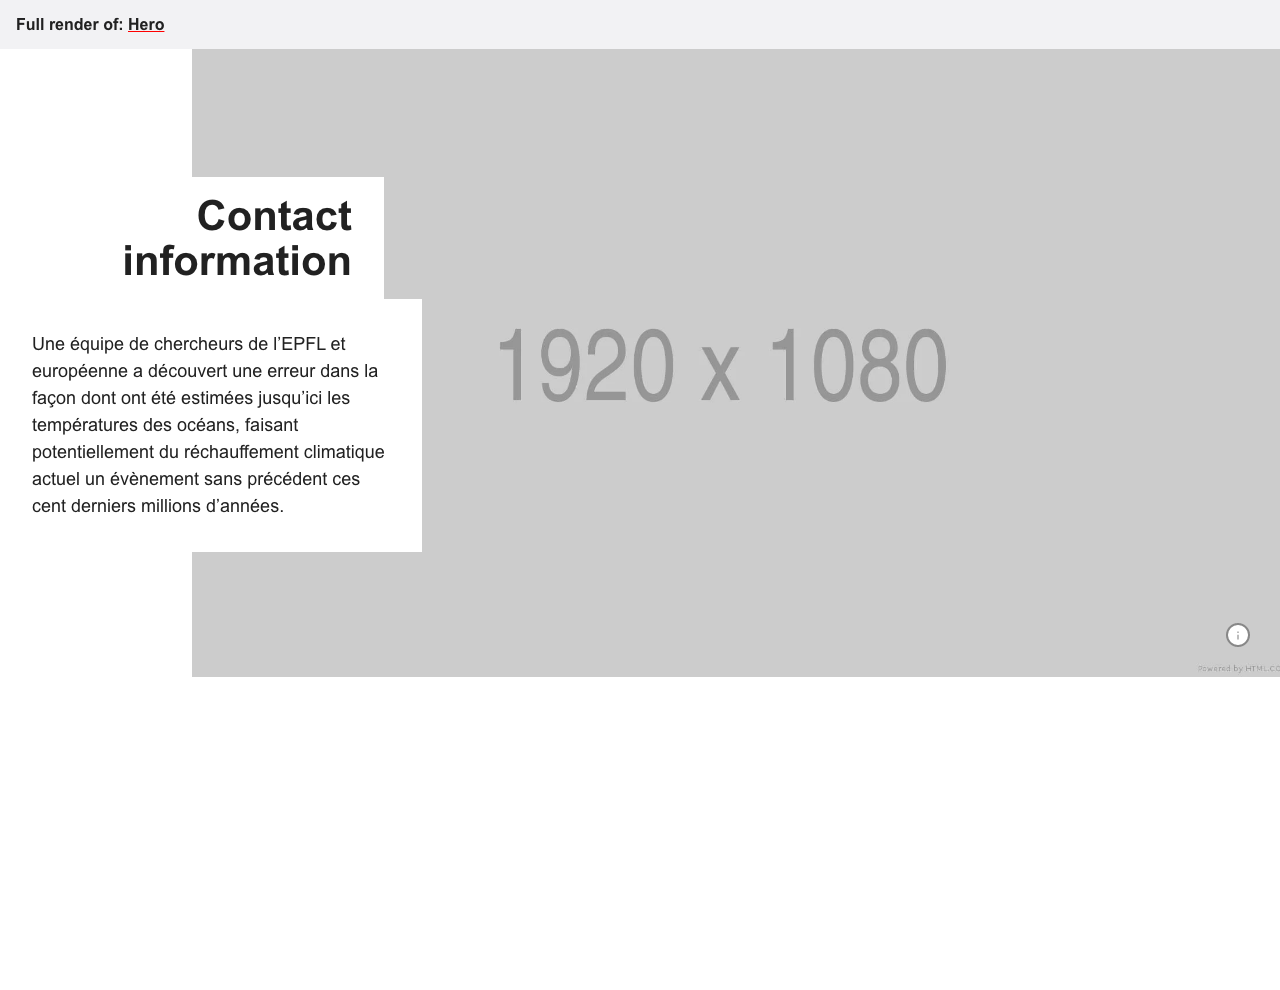 Full render of: Hero
Contact
information
Une équipe de chercheurs de l’EPFL et
européenne a découvert une erreur dans la
façon dont ont été estimées jusqu’ici les
températures des océans, faisant
potentiellement du réchauffement climatique
actuel un évènement sans précédent ces
cent derniers millions d’années.
1920 x 1080
Powered by HTML.CO